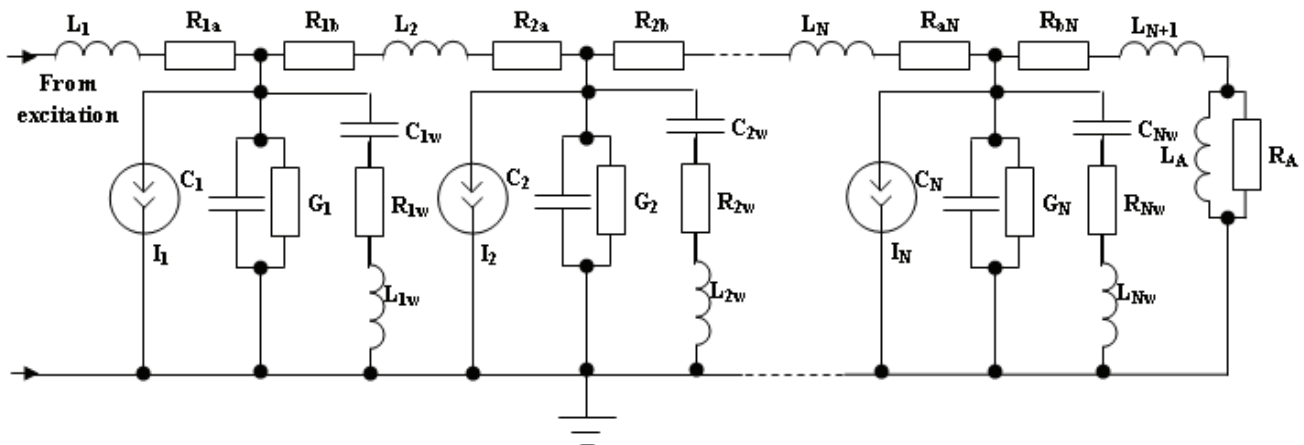 L1 R1a R1b L2 R2a R2b LN RaN RbN LN+1
From
excitation
C1w C2w CNw
C1 G1 R1w C2 G2 R2w CN GN RNw LA RA
I1 L1w I2 L2w IN LNw